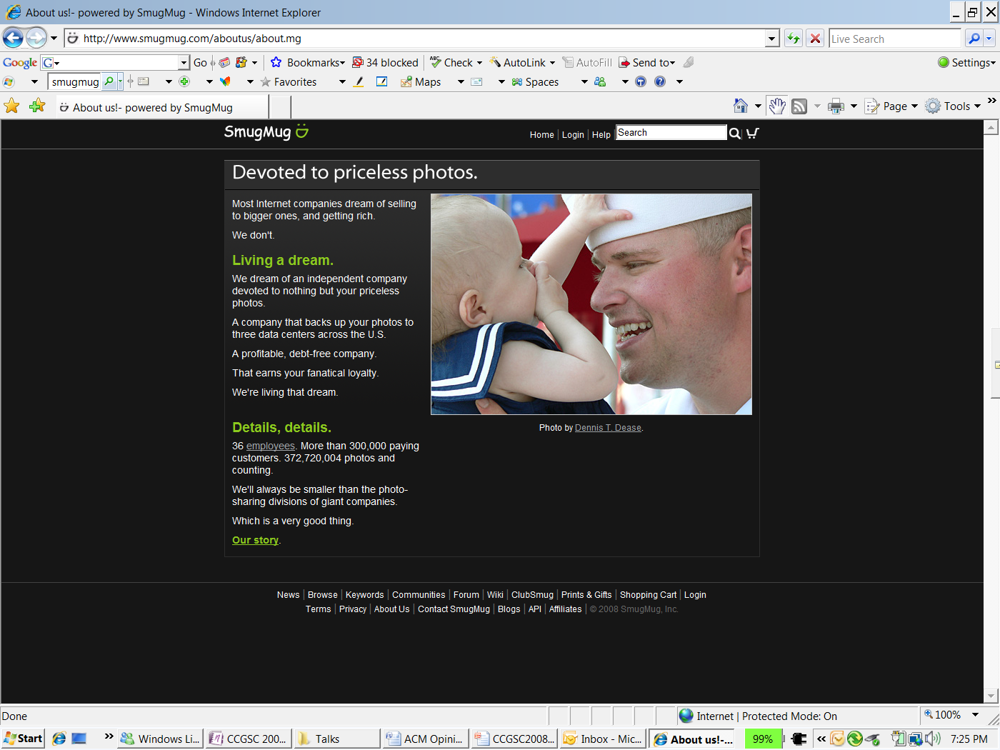 About us!- powered by SmugMug - Windows Internet Explorer
http://www.smugmug.com/aboutus/about.mg
Live Search
Google G Go Bookmarks 34 blocked Check AutoLink AutoFill Send to Settings
smugmug Favorites Maps Spaces
About us!- powered by SmugMug Page Tools
SmugMug
Home | Login | Help Search
Devoted to priceless photos.
Most Internet companies dream of selling
to bigger ones, and getting rich.
We don't.
Living a dream.
We dream of an independent company
devoted to nothing but your priceless
photos.
A company that backs up your photos to
three data centers across the U.S.
A profitable, debt-free company.
That earns your fanatical loyalty.
We're living that dream.
Photo by Dennis T. Dease.
Details, details.
36 employees. More than 300,000 paying
customers. 372,720,004 photos and
counting.
We'll always be smaller than the photo-
sharing divisions of giant companies.
Which is a very good thing.
Our story.
News | Browse | Keywords | Communities | Forum | Wiki | ClubSmug | Prints & Gifts | Shopping Cart | Login
Terms | Privacy | About Us | Contact SmugMug | Blogs | API | Affiliates | © 2008 SmugMug, Inc.
Done Internet | Protected Mode: On 100%
Start Windows Li... CCGSC 200... Talks ACM Opini... CCGSC2008... Inbox - Mic... About us!-... 99% 7:25 PM